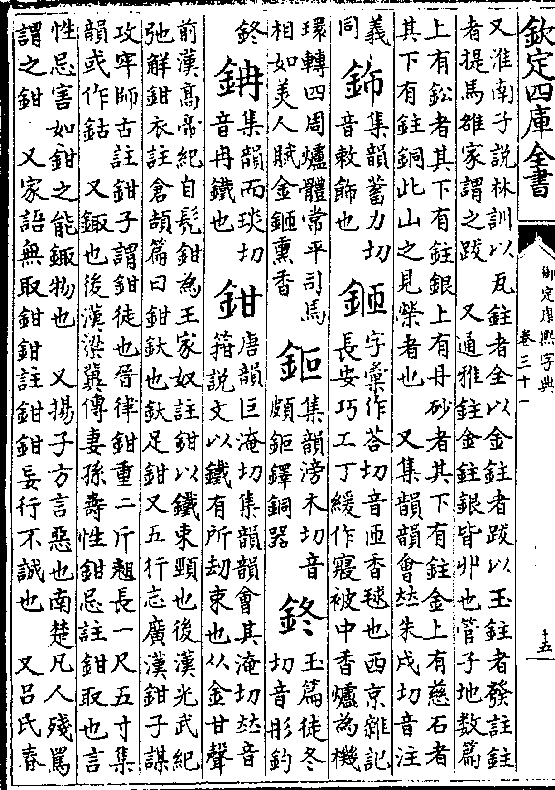 欽定四庫全書
御定康熙字典
卷三十一
十五
又淮南子說林訓以瓦鉒者全以金鉒者跋以玉鉒者發註鉒
者提馬雒家謂之跋 又通雅鉒金鉒銀皆丱也管子地數篇
上有鉛者其下有鉒銀上有丹砂者其下有鉒金上有慈石者
其下有鉒銅此山之見榮者也 又集韻韻會𠀤朱戍切音注
義同 鉓集韻蓄力切音敕飾也 鉔字彙作荅切音匝香毬也西京雜記長安巧工丁緩作寢被中香爐為機
環轉四周爐體常平司馬相如美人賦金鉔熏香 鉕集韻滂禾切音頗鉕鑼銅器 鉖玉篇徒冬切音彤釣
鉖 䤡集韻而琰切音冉鐵也 鉗唐韻巨淹切集韻韻會其淹切𠀤音箝說文以鐵有所劫束也从金甘聲
前漢高帝紀自髠鉗為王家奴註鉗以鐵束頸也後漢光武紀
弛解鉗衣註倉頡篇曰鉗釱也釱足鉗又五行志廣漢鉗子謀
攻牢師古註鉗子謂鉗徒也晉律鉗重二斤翹長一尺五寸集
韻或作鉆 又鋷也後漢梁冀傳妻孫壽性鉗忌註鉗取也言
性忌害如鉗之能鋷物也 又揚子方言惡也南楚凡人殘罵
謂之鉗 又家語無取鉗鉗註鉗鉗妄行不誠也 又呂氏春